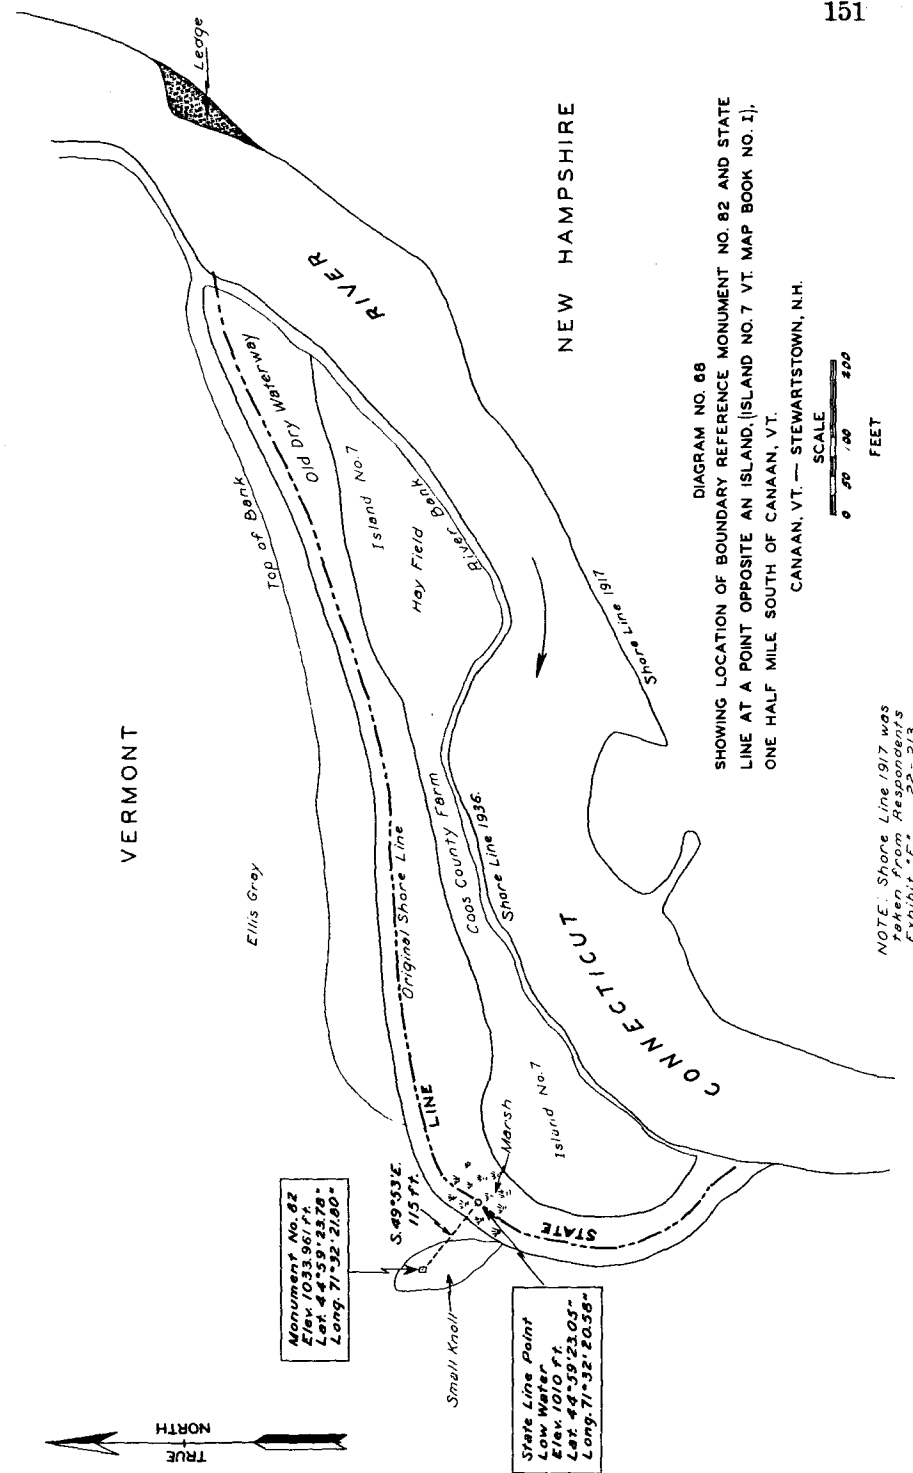 151
Ledge
VERMONT
NEW HAMPSHIRE
RIVER
Top of Bank
Old Dry Waterway
Island No. 7
Hay Field
River Bank
Ellis Gray
Original Shore Line
Coos County Farm
Shore Line 1936.
Shore Line 1917
CONNECTICUT
LINE
Marsh
Island No. 7
STATE
S.49°53'E.
115 ft.
Small Knoll
Monument No. 82
Elev. 1033.961 ft.
Lat. 44°59'23.78"
Long. 71°32'21.80"
State Line Point
Low Water
Elev. 1010 ft.
Lat. 44°59'23.05"
Long. 71°32'20.58"
TRUE
NORTH
DIAGRAM NO. 68
SHOWING LOCATION OF BOUNDARY REFERENCE MONUMENT NO. 82 AND STATE
LINE AT A POINT OPPOSITE AN ISLAND, (ISLAND NO. 7 VT. MAP BOOK NO. I),
ONE HALF MILE SOUTH OF CANAAN, VT.
CANAAN, VT. — STEWARTSTOWN, N.H.
SCALE
0 50 100 200
FEET
NOTE: Shore Line 1917 was
taken from Respondents